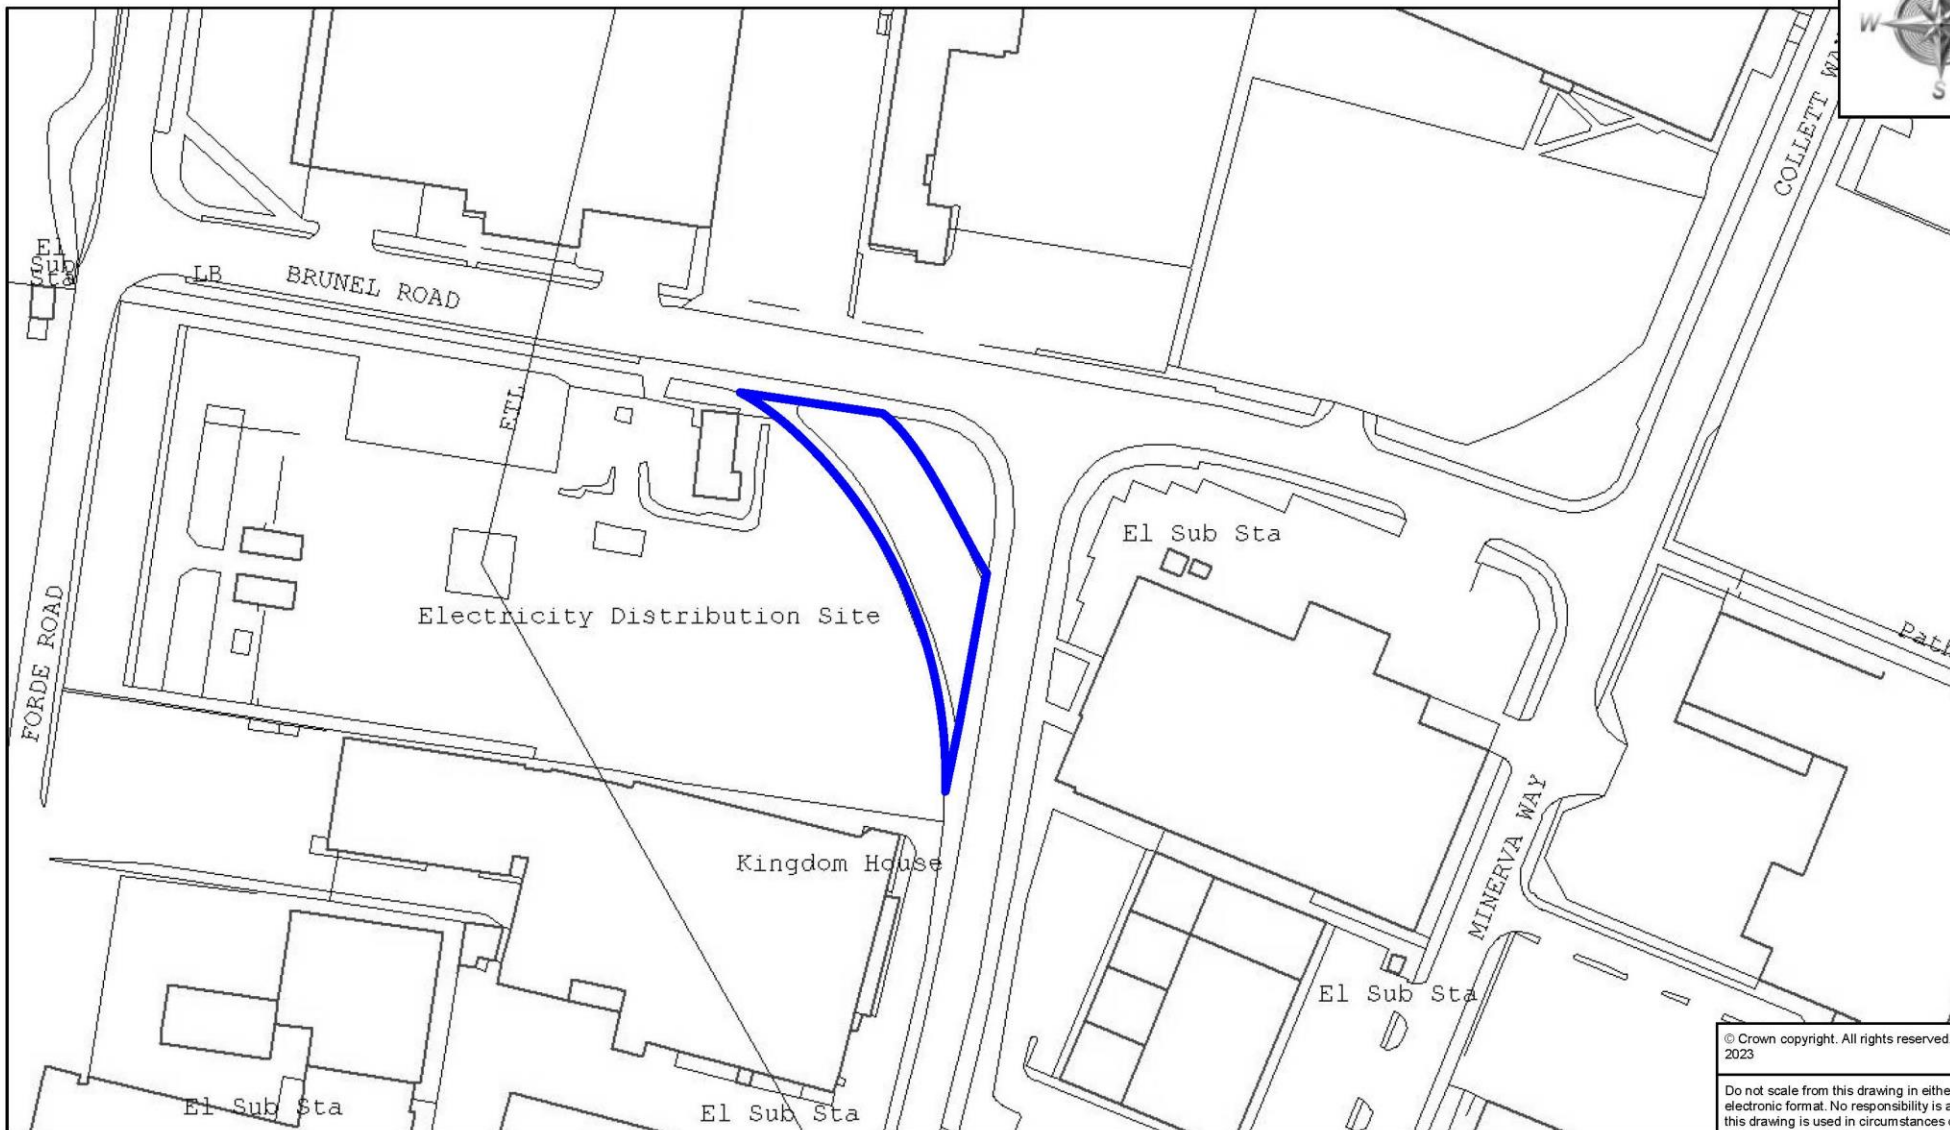 W
S
COLLETT
El
Sub
Sta
LB
BRUNEL ROAD
ETL
El Sub Sta
Electricity Distribution Site
FORDE ROAD
Path
Kingdom House
MINERVA WAY
El Sub Sta
El Sub Sta
El Sub Sta
© Crown copyright. All rights reserved.
2023
Do not scale from this drawing in
electronic format. No responsibility is
this drawing is used in circumstances